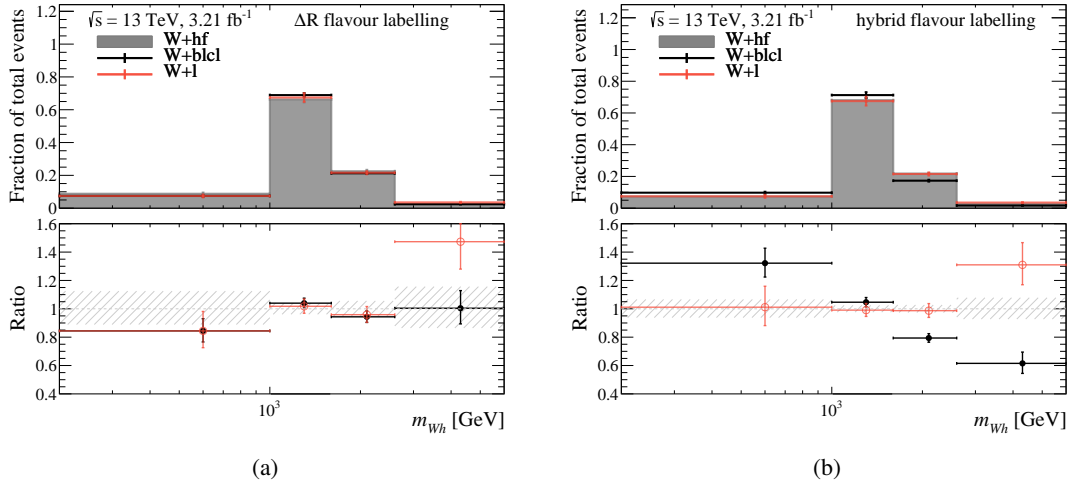 √s = 13 TeV, 3.21 fb⁻¹ ΔR flavour labelling
W+hf
W+blcl
W+l
Fraction of total events
1.2
1
0.8
0.6
0.4
0.2
0
Ratio
1.6
1.4
1.2
1.0
0.8
0.6
0.4
10³
m_Wh [GeV]
(a)
√s = 13 TeV, 3.21 fb⁻¹ hybrid flavour labelling
W+hf
W+blcl
W+l
Fraction of total events
1.2
1
0.8
0.6
0.4
0.2
0
Ratio
1.6
1.4
1.2
1.0
0.8
0.6
0.4
10³
m_Wh [GeV]
(b)